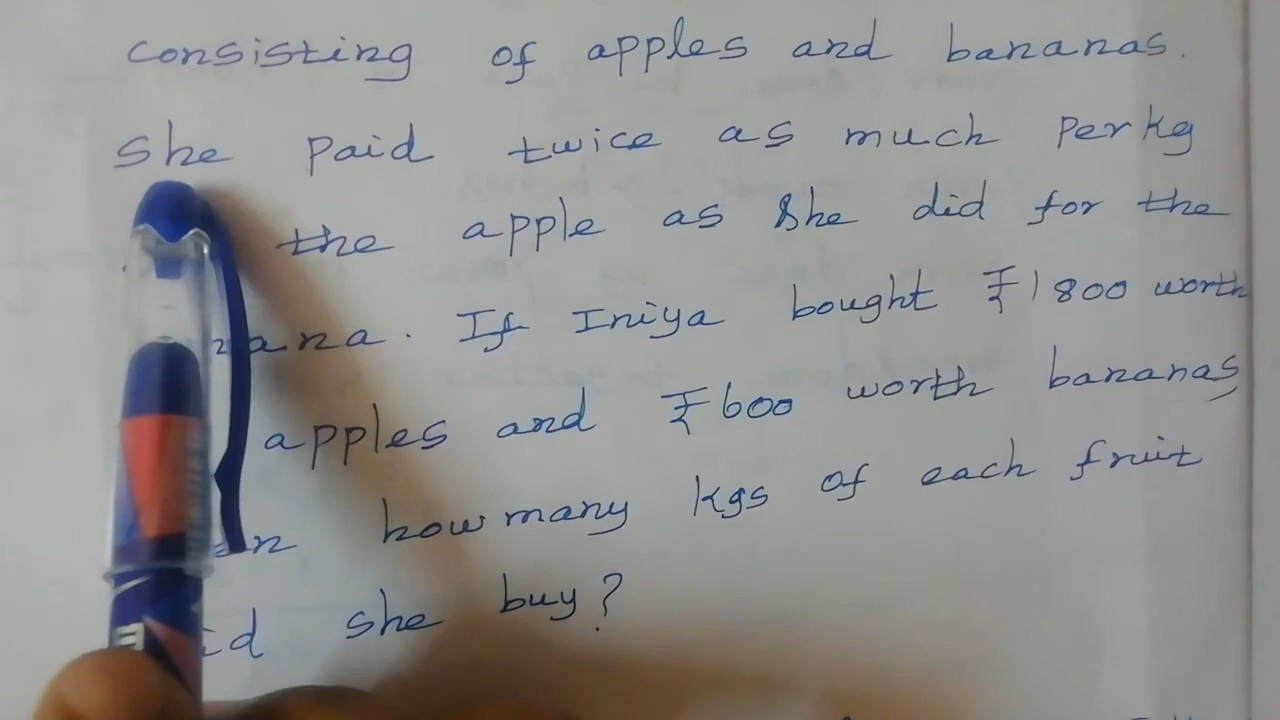 consisting of apples and bananas.
She paid twice as much per kg
the apple as she did for the
nana. If Iniya bought ₹1800 worth
apples and ₹600 worth bananas
how many kgs of each fruit
she buy?